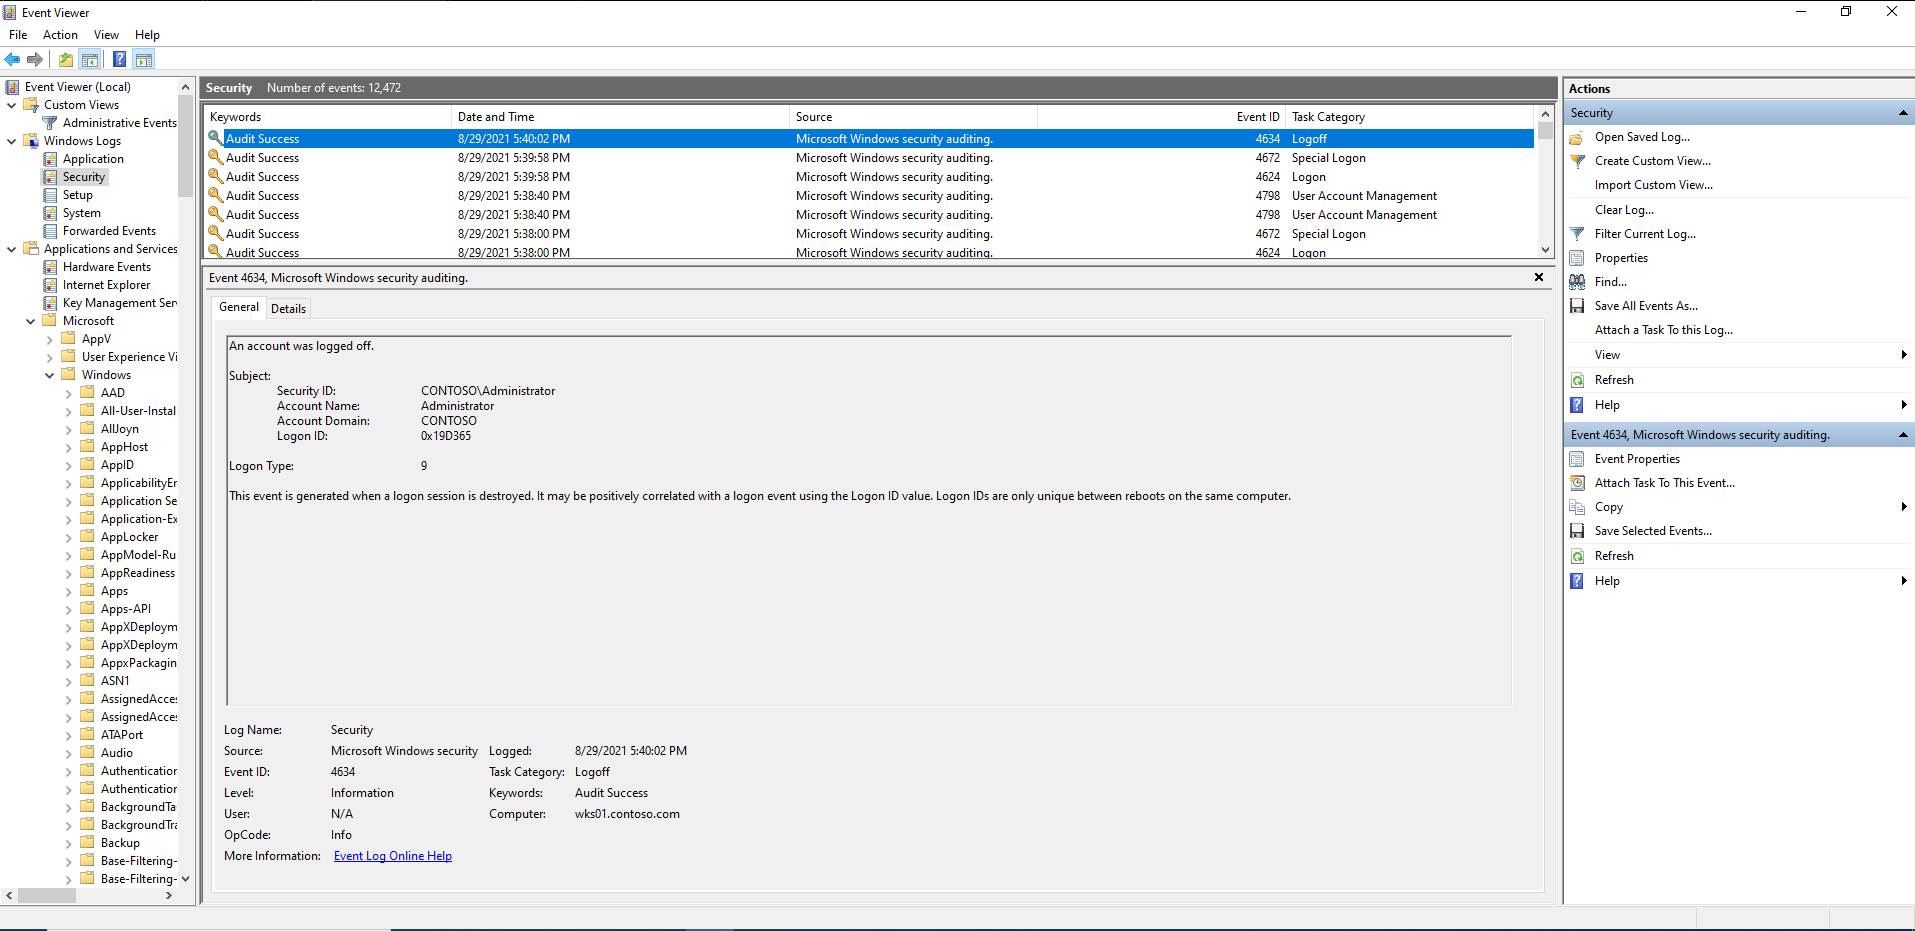 Event Viewer
File Action View Help
Event Viewer (Local)
Custom Views
Administrative Events
Windows Logs
Application
Security
Setup
System
Forwarded Events
Applications and Services
Hardware Events
Internet Explorer
Key Management Ser
Microsoft
AppV
User Experience Vi
Windows
AAD
All-User-Instal
AllJoyn
AppHost
AppID
ApplicabilityEr
Application Se
Application-Ex
AppLocker
AppModel-Ru
AppReadiness
Apps
Apps-API
AppXDeploym
AppXDeploym
AppxPackagin
ASN1
AssignedAcce
AssignedAcce
ATAPort
Audio
Authentication
Authentication
BackgroundTa
BackgroundTra
Backup
Base-Filtering-
Base-Filtering-
Security Number of events: 12,472
Keywords Date and Time Source Event ID Task Category
Audit Success 8/29/2021 5:40:02 PM Microsoft Windows security auditing. 4634 Logoff
Audit Success 8/29/2021 5:39:58 PM Microsoft Windows security auditing. 4672 Special Logon
Audit Success 8/29/2021 5:39:58 PM Microsoft Windows security auditing. 4624 Logon
Audit Success 8/29/2021 5:38:40 PM Microsoft Windows security auditing. 4798 User Account Management
Audit Success 8/29/2021 5:38:40 PM Microsoft Windows security auditing. 4798 User Account Management
Audit Success 8/29/2021 5:38:00 PM Microsoft Windows security auditing. 4672 Special Logon
Audit Success 8/29/2021 5:38:00 PM Microsoft Windows security auditing. 4624 Logon
Event 4634, Microsoft Windows security auditing.
General Details
An account was logged off.
Subject:
Security ID: CONTOSO\Administrator
Account Name: Administrator
Account Domain: CONTOSO
Logon ID: 0x19D365
Logon Type: 9
This event is generated when a logon session is destroyed. It may be positively correlated with a logon event using the Logon ID value. Logon IDs are only unique between reboots on the same computer.
Log Name: Security
Source: Microsoft Windows security Logged: 8/29/2021 5:40:02 PM
Event ID: 4634 Task Category: Logoff
Level: Information Keywords: Audit Success
User: N/A Computer: wks01.contoso.com
OpCode: Info
More Information: Event Log Online Help
Actions
Security
Open Saved Log...
Create Custom View...
Import Custom View...
Clear Log...
Filter Current Log...
Properties
Find...
Save All Events As...
Attach a Task To this Log...
View
Refresh
Help
Event 4634, Microsoft Windows security auditing.
Event Properties
Attach Task To This Event...
Copy
Save Selected Events...
Refresh
Help